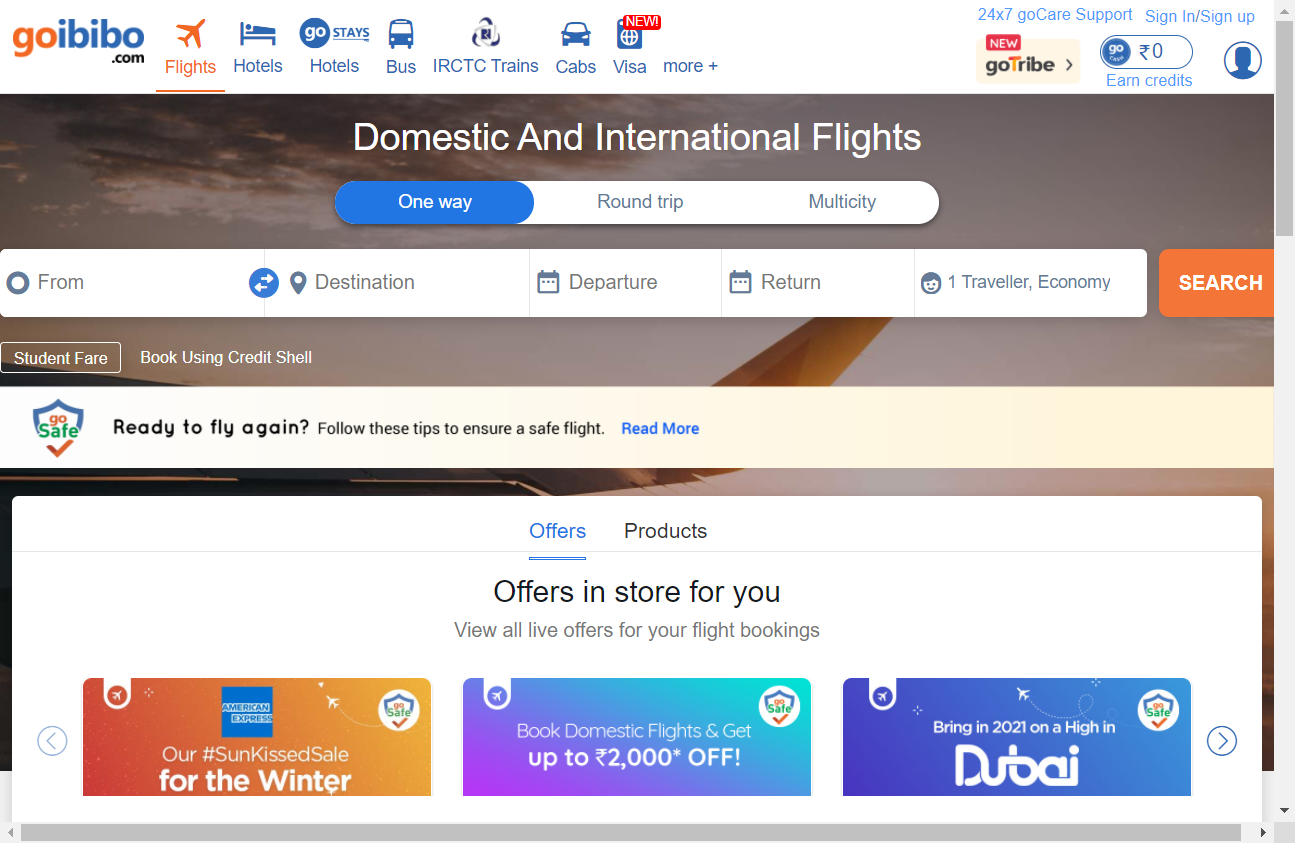 goibibo
.com
Flights
Hotels
go STAYS
Hotels
Bus
IRCTC Trains
Cabs
NEW!
Visa
more +
24x7 goCare Support
Sign In/Sign up
NEW
goTribe
go
CASH
₹0
Earn credits
Domestic And International Flights
One way
Round trip
Multicity
From
Destination
Departure
Return
1 Traveller, Economy
SEARCH
Student Fare
Book Using Credit Shell
go
Safe
Ready to fly again? Follow these tips to ensure a safe flight. Read More
Offers
Products
Offers in store for you
View all live offers for your flight bookings
AMERICAN
EXPRESS
go
Safe
Our #SunKissedSale
for the Winter
go
Safe
Book Domestic Flights & Get
up to ₹2,000* OFF!
go
Safe
Bring in 2021 on a High in
Dubai